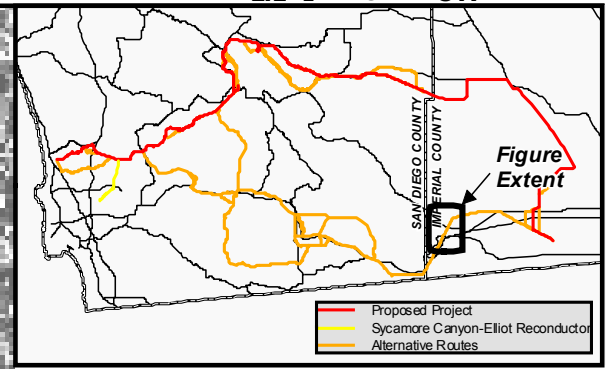 SAN DIEGO COUNTY
IMPERIAL COUNTY
Figure
Extent
Proposed Project
Sycamore Canyon-Elliot Reconductor
Alternative Routes